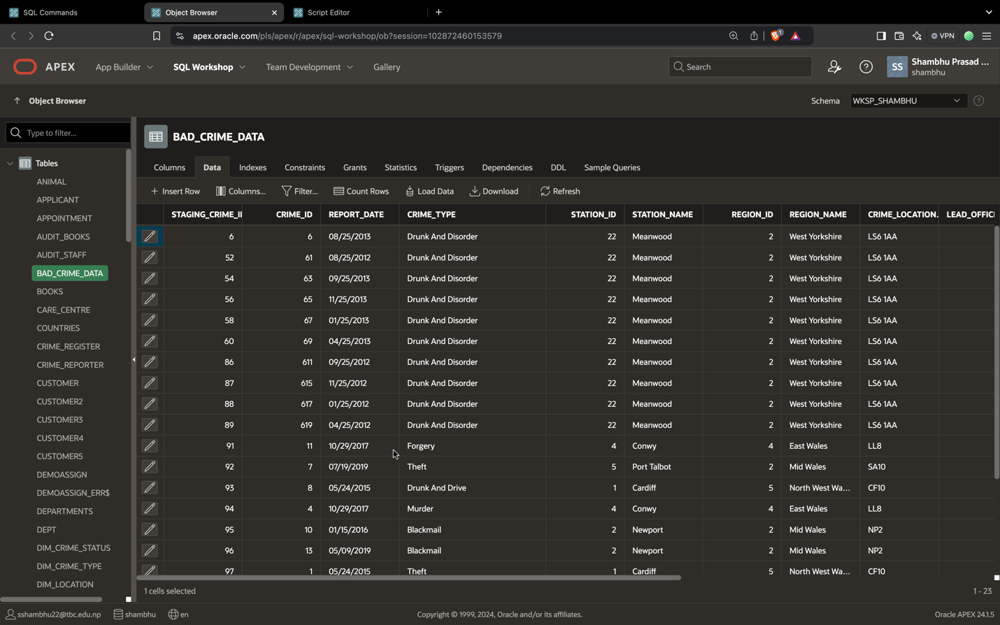 SQL Commands
Object Browser
Script Editor
apex.oracle.com/pls/apex/r/apex/sql-workshop/ob?session=102872460153579
1
VPN
APEX
App Builder
SQL Workshop
Team Development
Gallery
Search
SS
Shambhu Prasad ...
shambhu
Object Browser
Schema
WKSP_SHAMBHU
Type to filter...
Tables
ANIMAL
APPLICANT
APPOINTMENT
AUDIT_BOOKS
AUDIT_STAFF
BAD_CRIME_DATA
BOOKS
CARE_CENTRE
COUNTRIES
CRIME_REGISTER
CRIME_REPORTER
CUSTOMER
CUSTOMER2
CUSTOMER3
CUSTOMER4
CUSTOMER5
DEMOASSIGN
DEMOASSIGN_ERR$
DEPARTMENTS
DEPT
DIM_CRIME_STATUS
DIM_CRIME_TYPE
DIM_LOCATION
BAD_CRIME_DATA
Columns Data Indexes Constraints Grants Statistics Triggers Dependencies DDL Sample Queries
Insert Row Columns... Filter... Count Rows Load Data Download Refresh
STAGING_CRIME_I CRIME_ID REPORT_DATE CRIME_TYPE STATION_ID STATION_NAME REGION_ID REGION_NAME CRIME_LOCATION. LEAD_OFFICI
6 6 08/25/2013 Drunk And Disorder 22 Meanwood 2 West Yorkshire LS6 1AA
52 61 08/25/2012 Drunk And Disorder 22 Meanwood 2 West Yorkshire LS6 1AA
54 63 09/25/2013 Drunk And Disorder 22 Meanwood 2 West Yorkshire LS6 1AA
56 65 11/25/2013 Drunk And Disorder 22 Meanwood 2 West Yorkshire LS6 1AA
58 67 01/25/2013 Drunk And Disorder 22 Meanwood 2 West Yorkshire LS6 1AA
60 69 04/25/2013 Drunk And Disorder 22 Meanwood 2 West Yorkshire LS6 1AA
86 611 09/25/2012 Drunk And Disorder 22 Meanwood 2 West Yorkshire LS6 1AA
87 615 11/25/2012 Drunk And Disorder 22 Meanwood 2 West Yorkshire LS6 1AA
88 617 01/25/2012 Drunk And Disorder 22 Meanwood 2 West Yorkshire LS6 1AA
89 619 04/25/2012 Drunk And Disorder 22 Meanwood 2 West Yorkshire LS6 1AA
91 11 10/29/2017 Forgery 4 Conwy 4 East Wales LL8
92 7 07/19/2019 Theft 5 Port Talbot 2 Mid Wales SA10
93 8 05/24/2015 Drunk And Drive 1 Cardiff 5 North West Wa... CF10
94 4 10/29/2017 Murder 4 Conwy 4 East Wales LL8
95 10 01/15/2016 Blackmail 2 Newport 2 Mid Wales NP2
96 13 05/09/2019 Blackmail 2 Newport 2 Mid Wales NP2
97 1 05/24/2015 Theft 1 Cardiff 5 North West Wa... CF10
1 cells selected
1 - 23
sshambhu22@tbc.edu.np
shambhu
en
Copyright © 1999, 2024, Oracle and/or its affiliates.
Oracle APEX 24.1.5